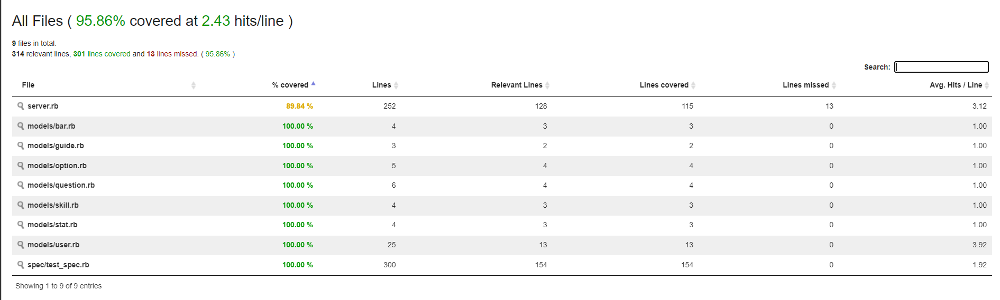 All Files ( 95.86% covered at 2.43 hits/line )
9 files in total.
314 relevant lines, 301 lines covered and 13 lines missed. ( 95.86% )
Search:
File % covered Lines Relevant Lines Lines covered Lines missed Avg. Hits / Line
server.rb 89.84 % 252 128 115 13 3.12
models/bar.rb 100.00 % 4 3 3 0 1.00
models/guide.rb 100.00 % 3 2 2 0 1.00
models/option.rb 100.00 % 5 4 4 0 1.00
models/question.rb 100.00 % 6 4 4 0 1.00
models/skill.rb 100.00 % 4 3 3 0 1.00
models/stat.rb 100.00 % 4 3 3 0 1.00
models/user.rb 100.00 % 25 13 13 0 3.92
spec/test_spec.rb 100.00 % 300 154 154 0 1.92
Showing 1 to 9 of 9 entries